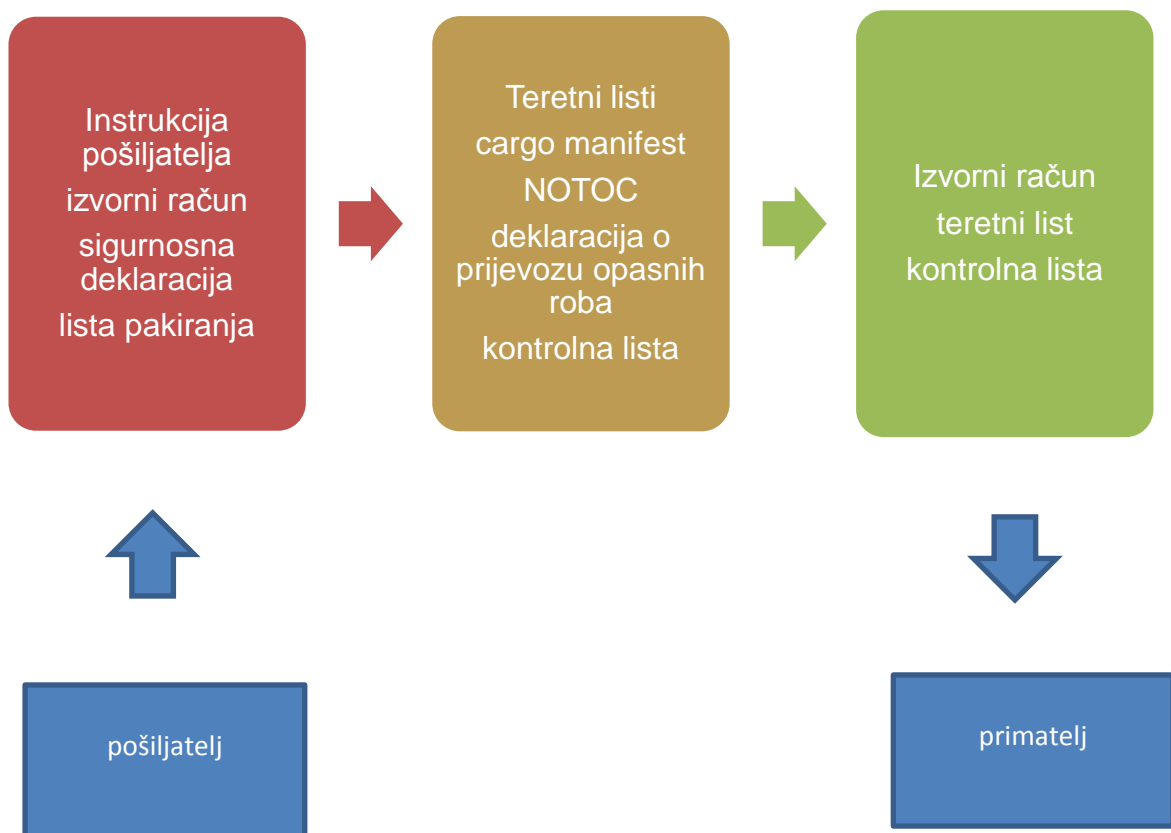 Instrukcija
pošiljatelja
izvorni račun
sigurnosna
deklaracija
lista pakiranja
Teretni listi
cargo manifest
NOTOC
deklaracija o
prijevozu opasnih
roba
kontrolna lista
Izvorni račun
teretni list
kontrolna lista
pošiljatelj
primatelj